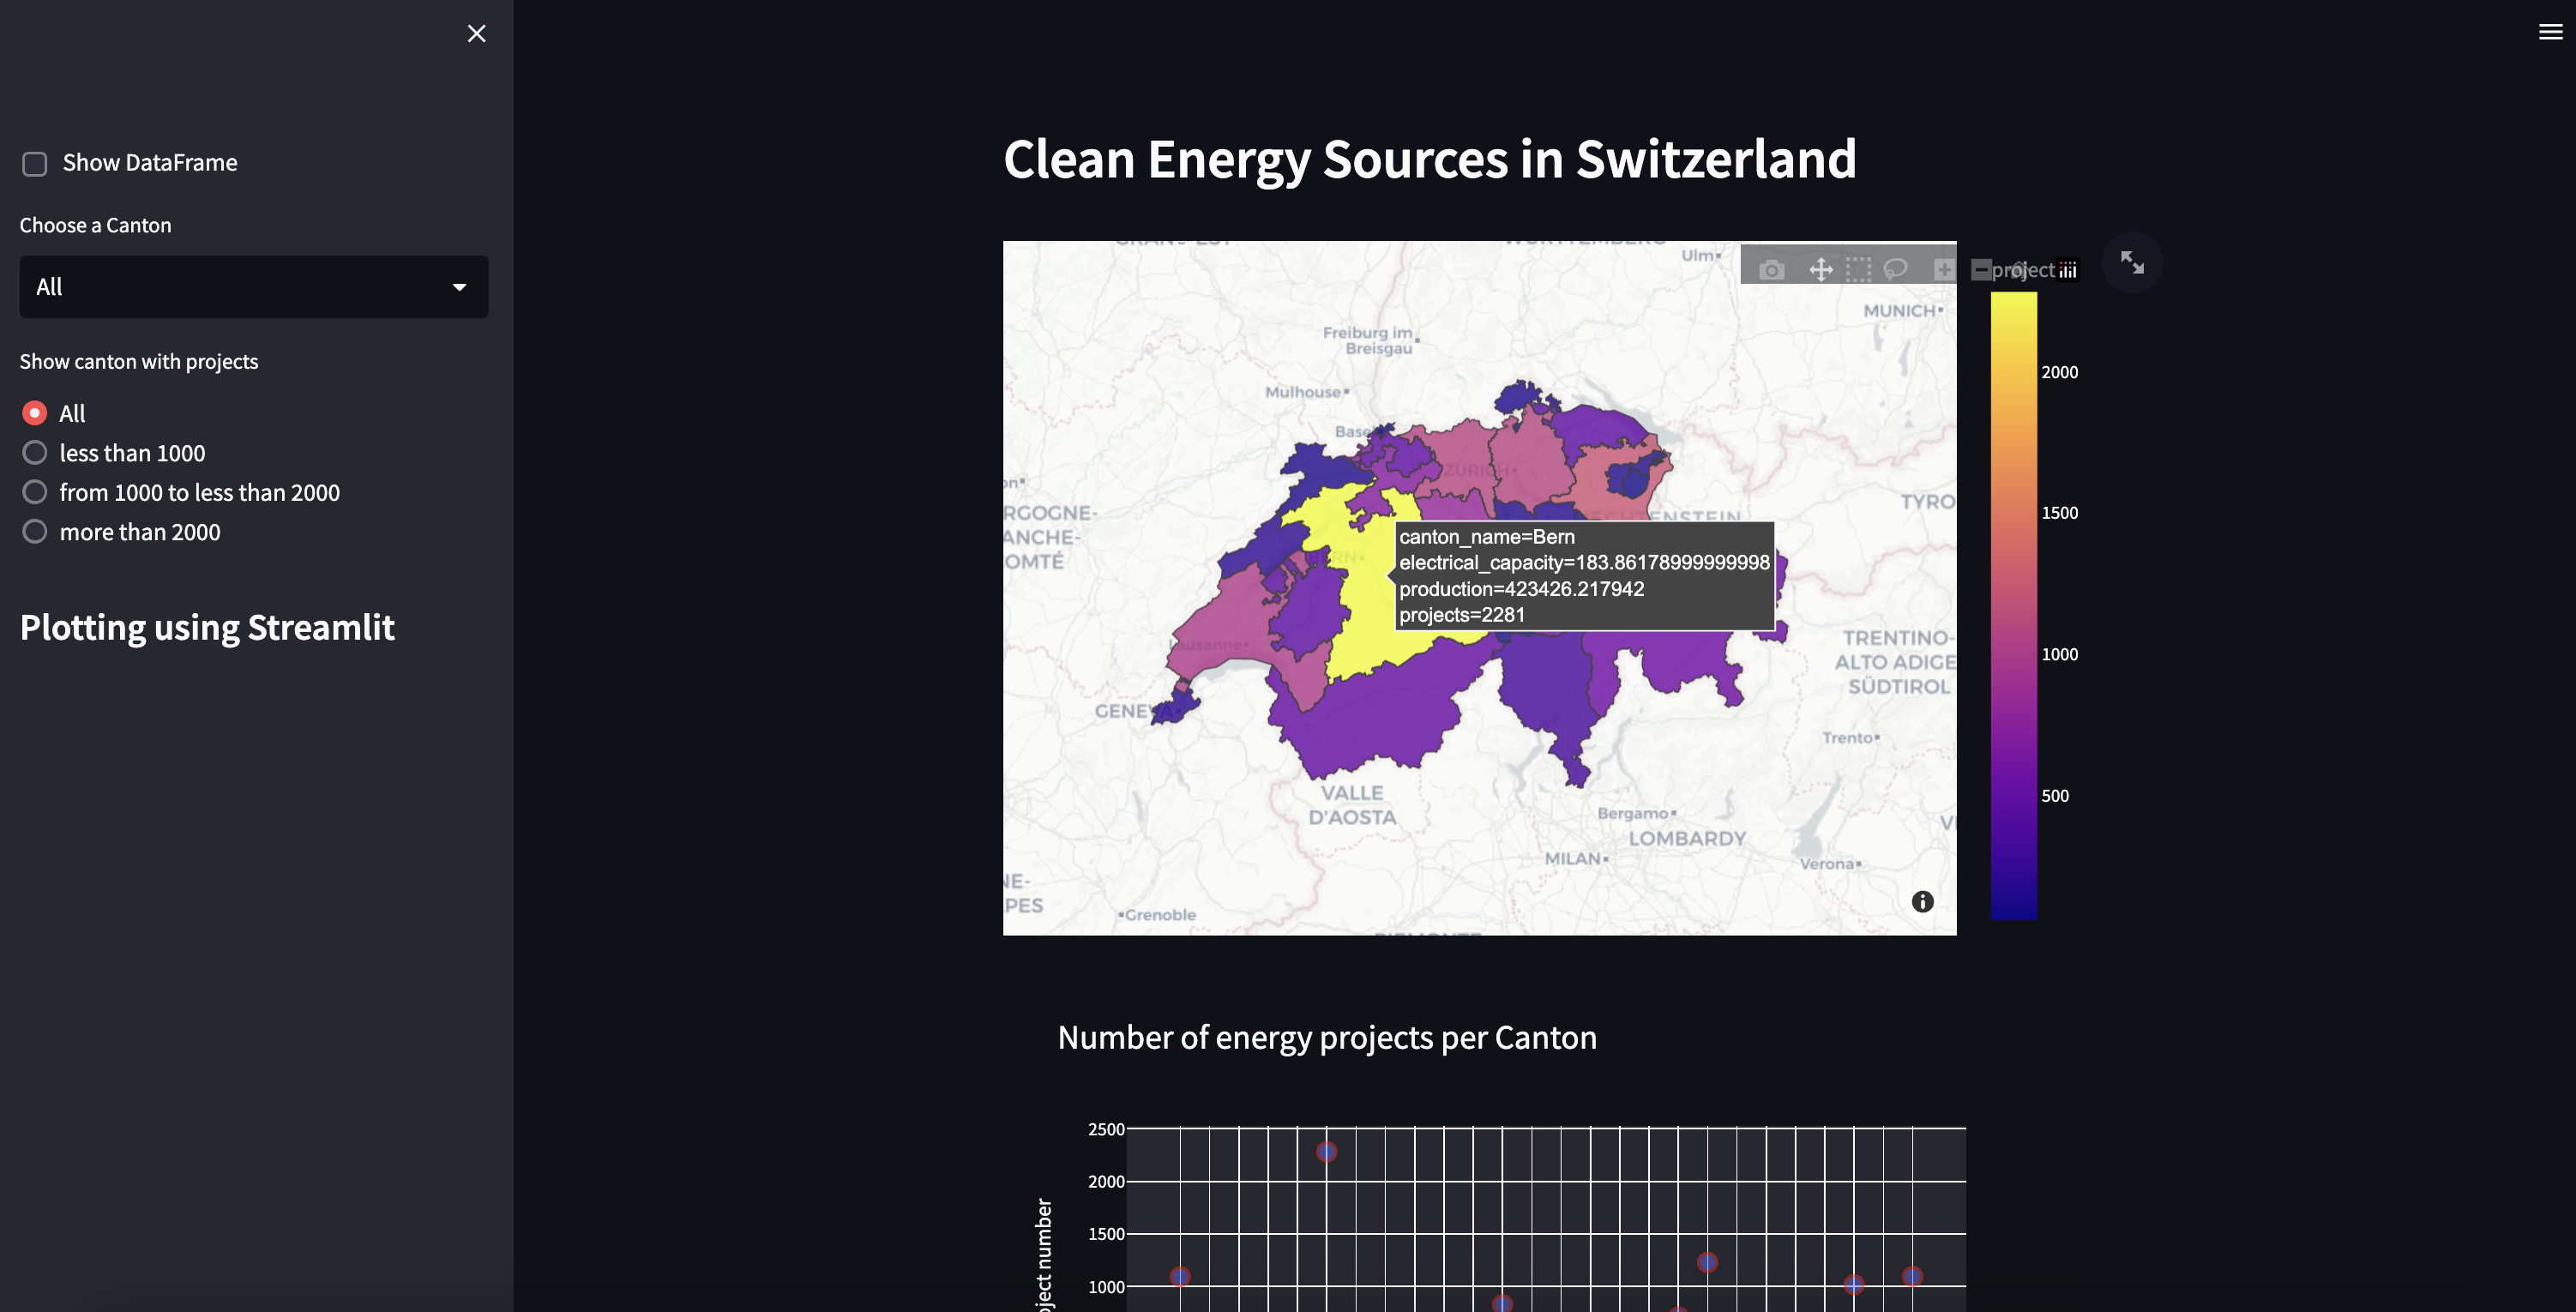 Show DataFrame
Choose a Canton
All
Show canton with projects
All
less than 1000
from 1000 to less than 2000
more than 2000
Plotting using Streamlit
Clean Energy Sources in Switzerland
Ulm
MUNICH
Freiburg im
Breisgau
Mulhouse
Base
ZÜRICH
TYRO
RGOGNE-
ANCHE-
OMTÉ
canton_name=Bern
electrical_capacity=183.86178999999998
production=423426.217942
projects=2281
Lausanne
TRENTINO-
ALTO ADIGE
SÜDTIROL
GENEV
Trento
VALLE
D'AOSTA
Bergamo
LOMBARDY
MILAN
Verona
NE-
PES
Grenoble
project
2000
1500
1000
500
Number of energy projects per Canton
2500
2000
1500
1000
oject number